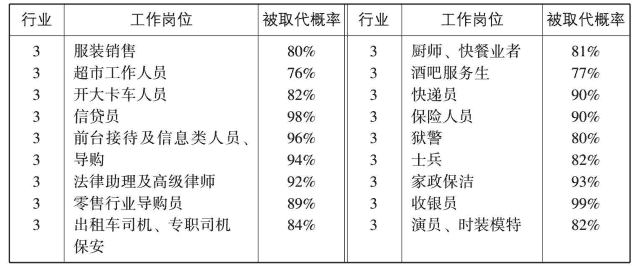 行业 工作岗位 被取代概率 行业 工作岗位 被取代概率
3 服装销售 80% 3 厨师、快餐业者 81%
3 超市工作人员 76% 3 酒吧服务生 77%
3 开大卡车人员 82% 3 快递员 90%
3 信贷员 98% 3 保险人员 90%
3 前台接待及信息类人员、 96% 3 狱警 80%
3 导购 94% 3 士兵 82%
3 法律助理及高级律师 92% 3 家政保洁 93%
3 零售行业导购员 89% 3 收银员 99%
3 出租车司机、专职司机 84% 3 演员、时装模特 82%
保安